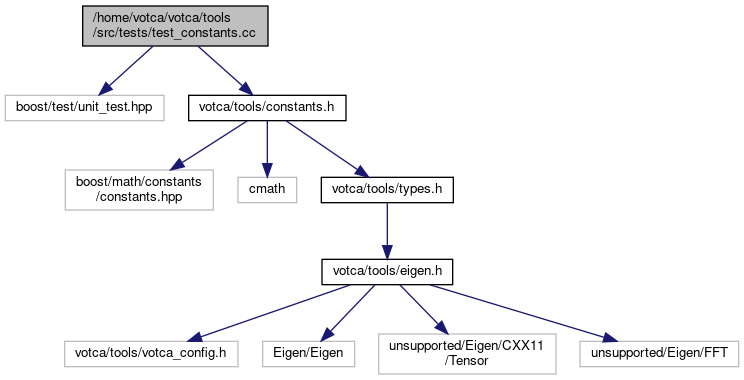 /home/votca/votca/tools
/src/tests/test_constants.cc
boost/test/unit_test.hpp
votca/tools/constants.h
boost/math/constants
/constants.hpp
cmath
votca/tools/types.h
votca/tools/eigen.h
votca/tools/votca_config.h
Eigen/Eigen
unsupported/Eigen/CXX11
/Tensor
unsupported/Eigen/FFT